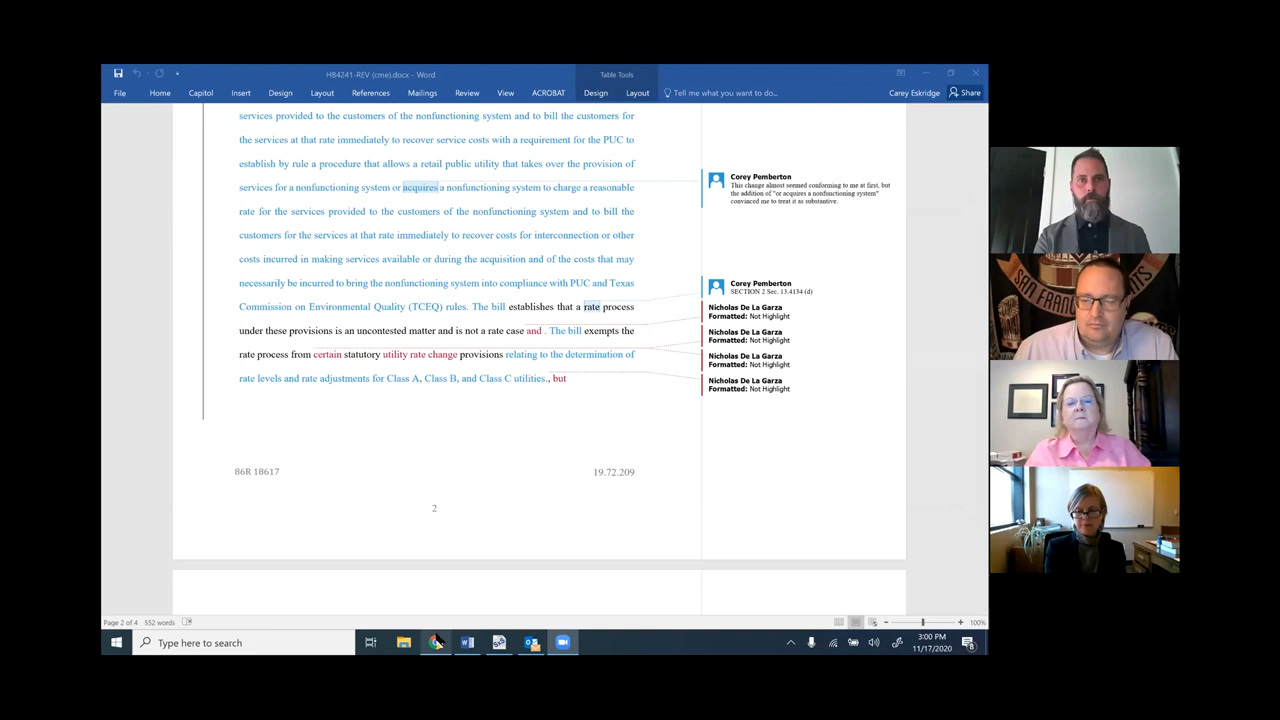 HB4241-REV (cme).docx - Word
Table Tools
File Home Capitol Insert Design Layout References Mailings Review View ACROBAT Design Layout Tell me what you want to do... Carey Eskridge Share
services provided to the customers of the nonfunctioning system and to bill the customers for
the services at that rate immediately to recover service costs with a requirement for the PUC to
establish by rule a procedure that allows a retail public utility that takes over the provision of
services for a nonfunctioning system or acquires a nonfunctioning system to charge a reasonable
rate for the services provided to the customers of the nonfunctioning system and to bill the
customers for the services at that rate immediately to recover costs for interconnection or other
costs incurred in making services available or during the acquisition and of the costs that may
necessarily be incurred to bring the nonfunctioning system into compliance with PUC and Texas
Commission on Environmental Quality (TCEQ) rules. The bill establishes that a rate process
under these provisions is an uncontested matter and is not a rate case and . The bill exempts the
rate process from certain statutory utility rate change provisions relating to the determination of
rate levels and rate adjustments for Class A, Class B, and Class C utilities., but
Corey Pemberton
This change almost seemed conforming to me at first, but
the addition of "or acquires a nonfunctioning system"
convinced me to treat it as substantive.
Corey Pemberton
SECTION 2 Sec. 13.4134 (d)
Nicholas De La Garza
Formatted: Not Highlight
Nicholas De La Garza
Formatted: Not Highlight
Nicholas De La Garza
Formatted: Not Highlight
Nicholas De La Garza
Formatted: Not Highlight
86R 18617 19.72.209
2
SAN FRANCISCO
Page 2 of 4 552 words 100%
Type here to search
3:00 PM
11/17/2020